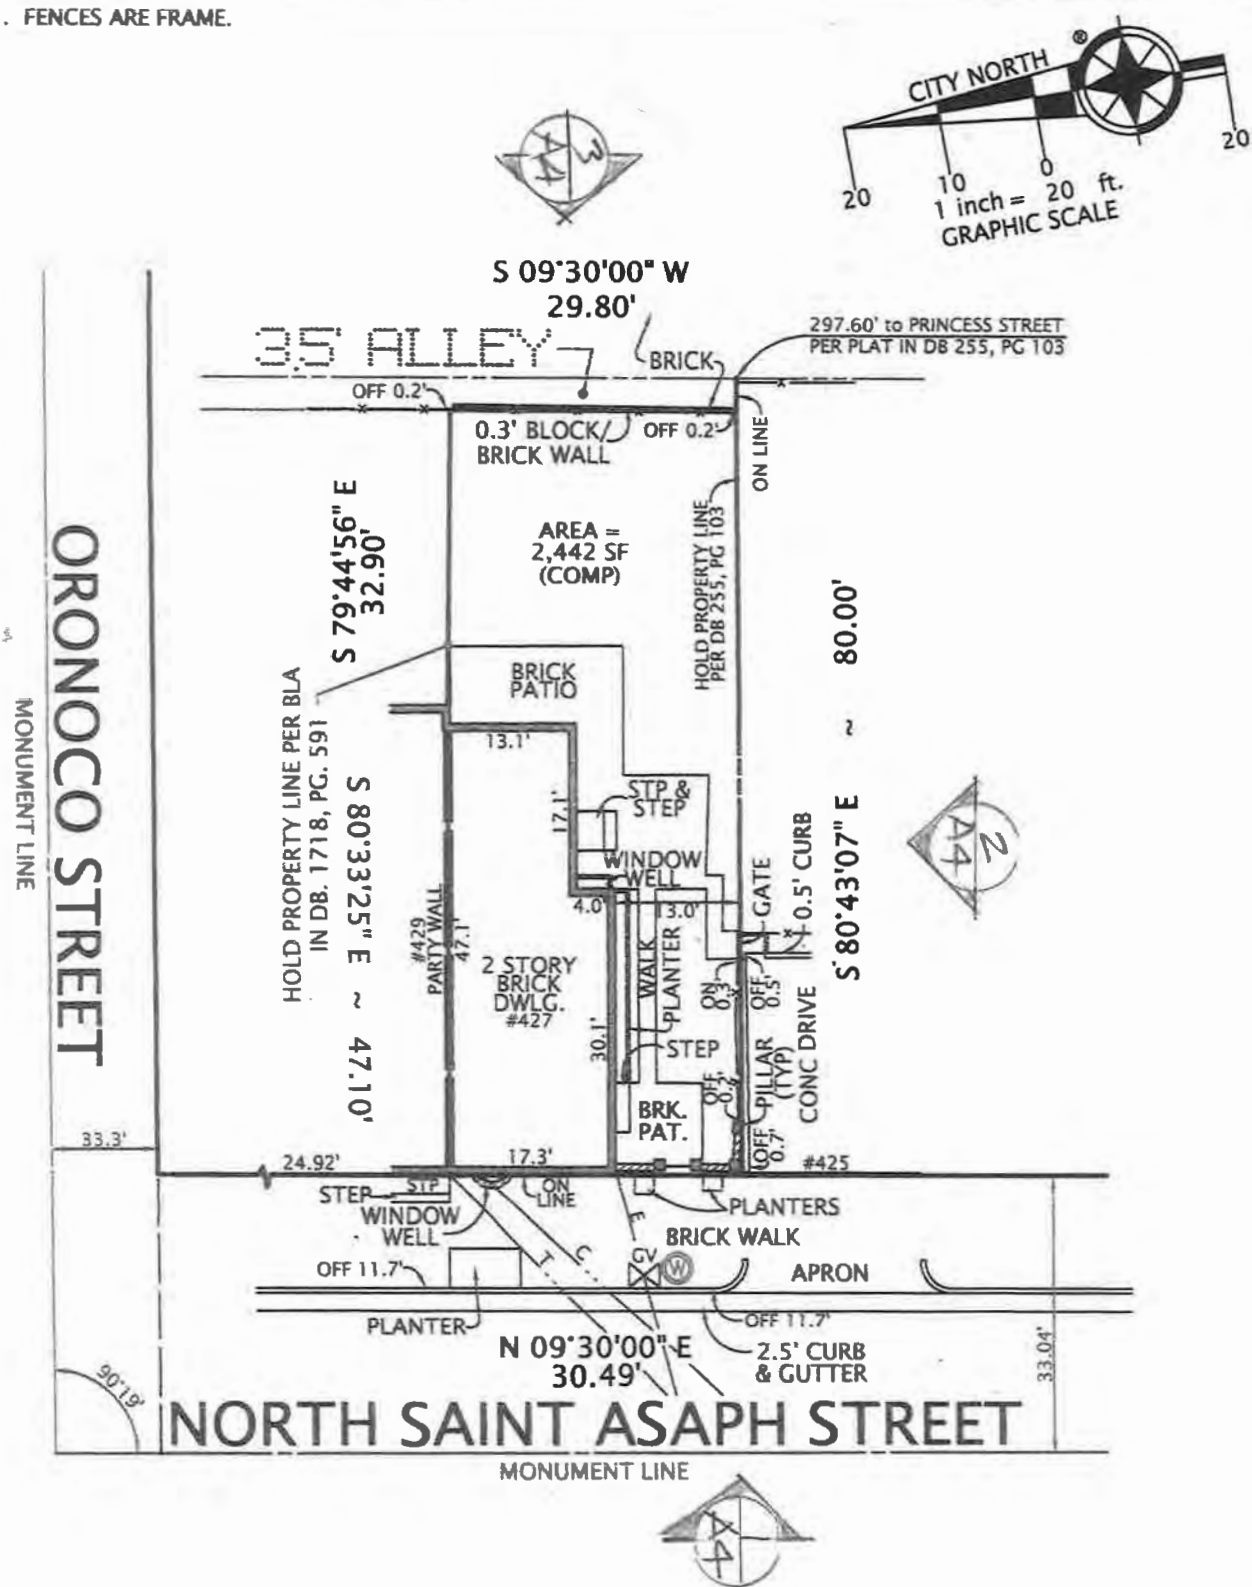 . FENCES ARE FRAME.
CITY NORTH
®
20
10
0
20
1 inch = 20 ft.
GRAPHIC SCALE
3
A4
S 09°30'00" W
29.80'
3.5' ALLEY
BRICK
297.60' to PRINCESS STREET
PER PLAT IN DB 255, PG 103
OFF 0.2'
0.3' BLOCK/
BRICK WALL
OFF 0.2'
ON LINE
HOLD PROPERTY LINE
PER DB 255, PG 103
AREA =
2,442 SF
(COMP)
S 79°44'56" E
32.90'
S 80°43'07" E ~ 80.00'
ORONOCO STREET
MONUMENT LINE
HOLD PROPERTY LINE PER BLA
IN DB. 1718, PG. 591
S 80°33'25" E ~ 47.10'
BRICK
PATIO
13.1'
17.1'
STP &
STEP
WINDOW
WELL
4.0'
13.0'
#429
PARTY WALL
47.1'
2 STORY
BRICK
DWLG.
#427
30.1'
WALK
PLANTER
STEP
GATE
0.5' CURB
ON
0.3'
OFF
0.5'
OFF
0.2'
PILLAR
(TYP)
CONC DRIVE
OFF
0.7'
BRK.
PAT.
2
A4
33.3'
24.92'
17.3'
#425
STEP
STP
WINDOW
WELL
ON
LINE
PLANTERS
BRICK WALK
E
G
T
GV
W
APRON
OFF 11.7'
PLANTER
OFF 11.7'
N 09°30'00" E
30.49'
2.5' CURB
& GUTTER
33.04'
90°19'
NORTH SAINT ASAPH STREET
MONUMENT LINE
A4